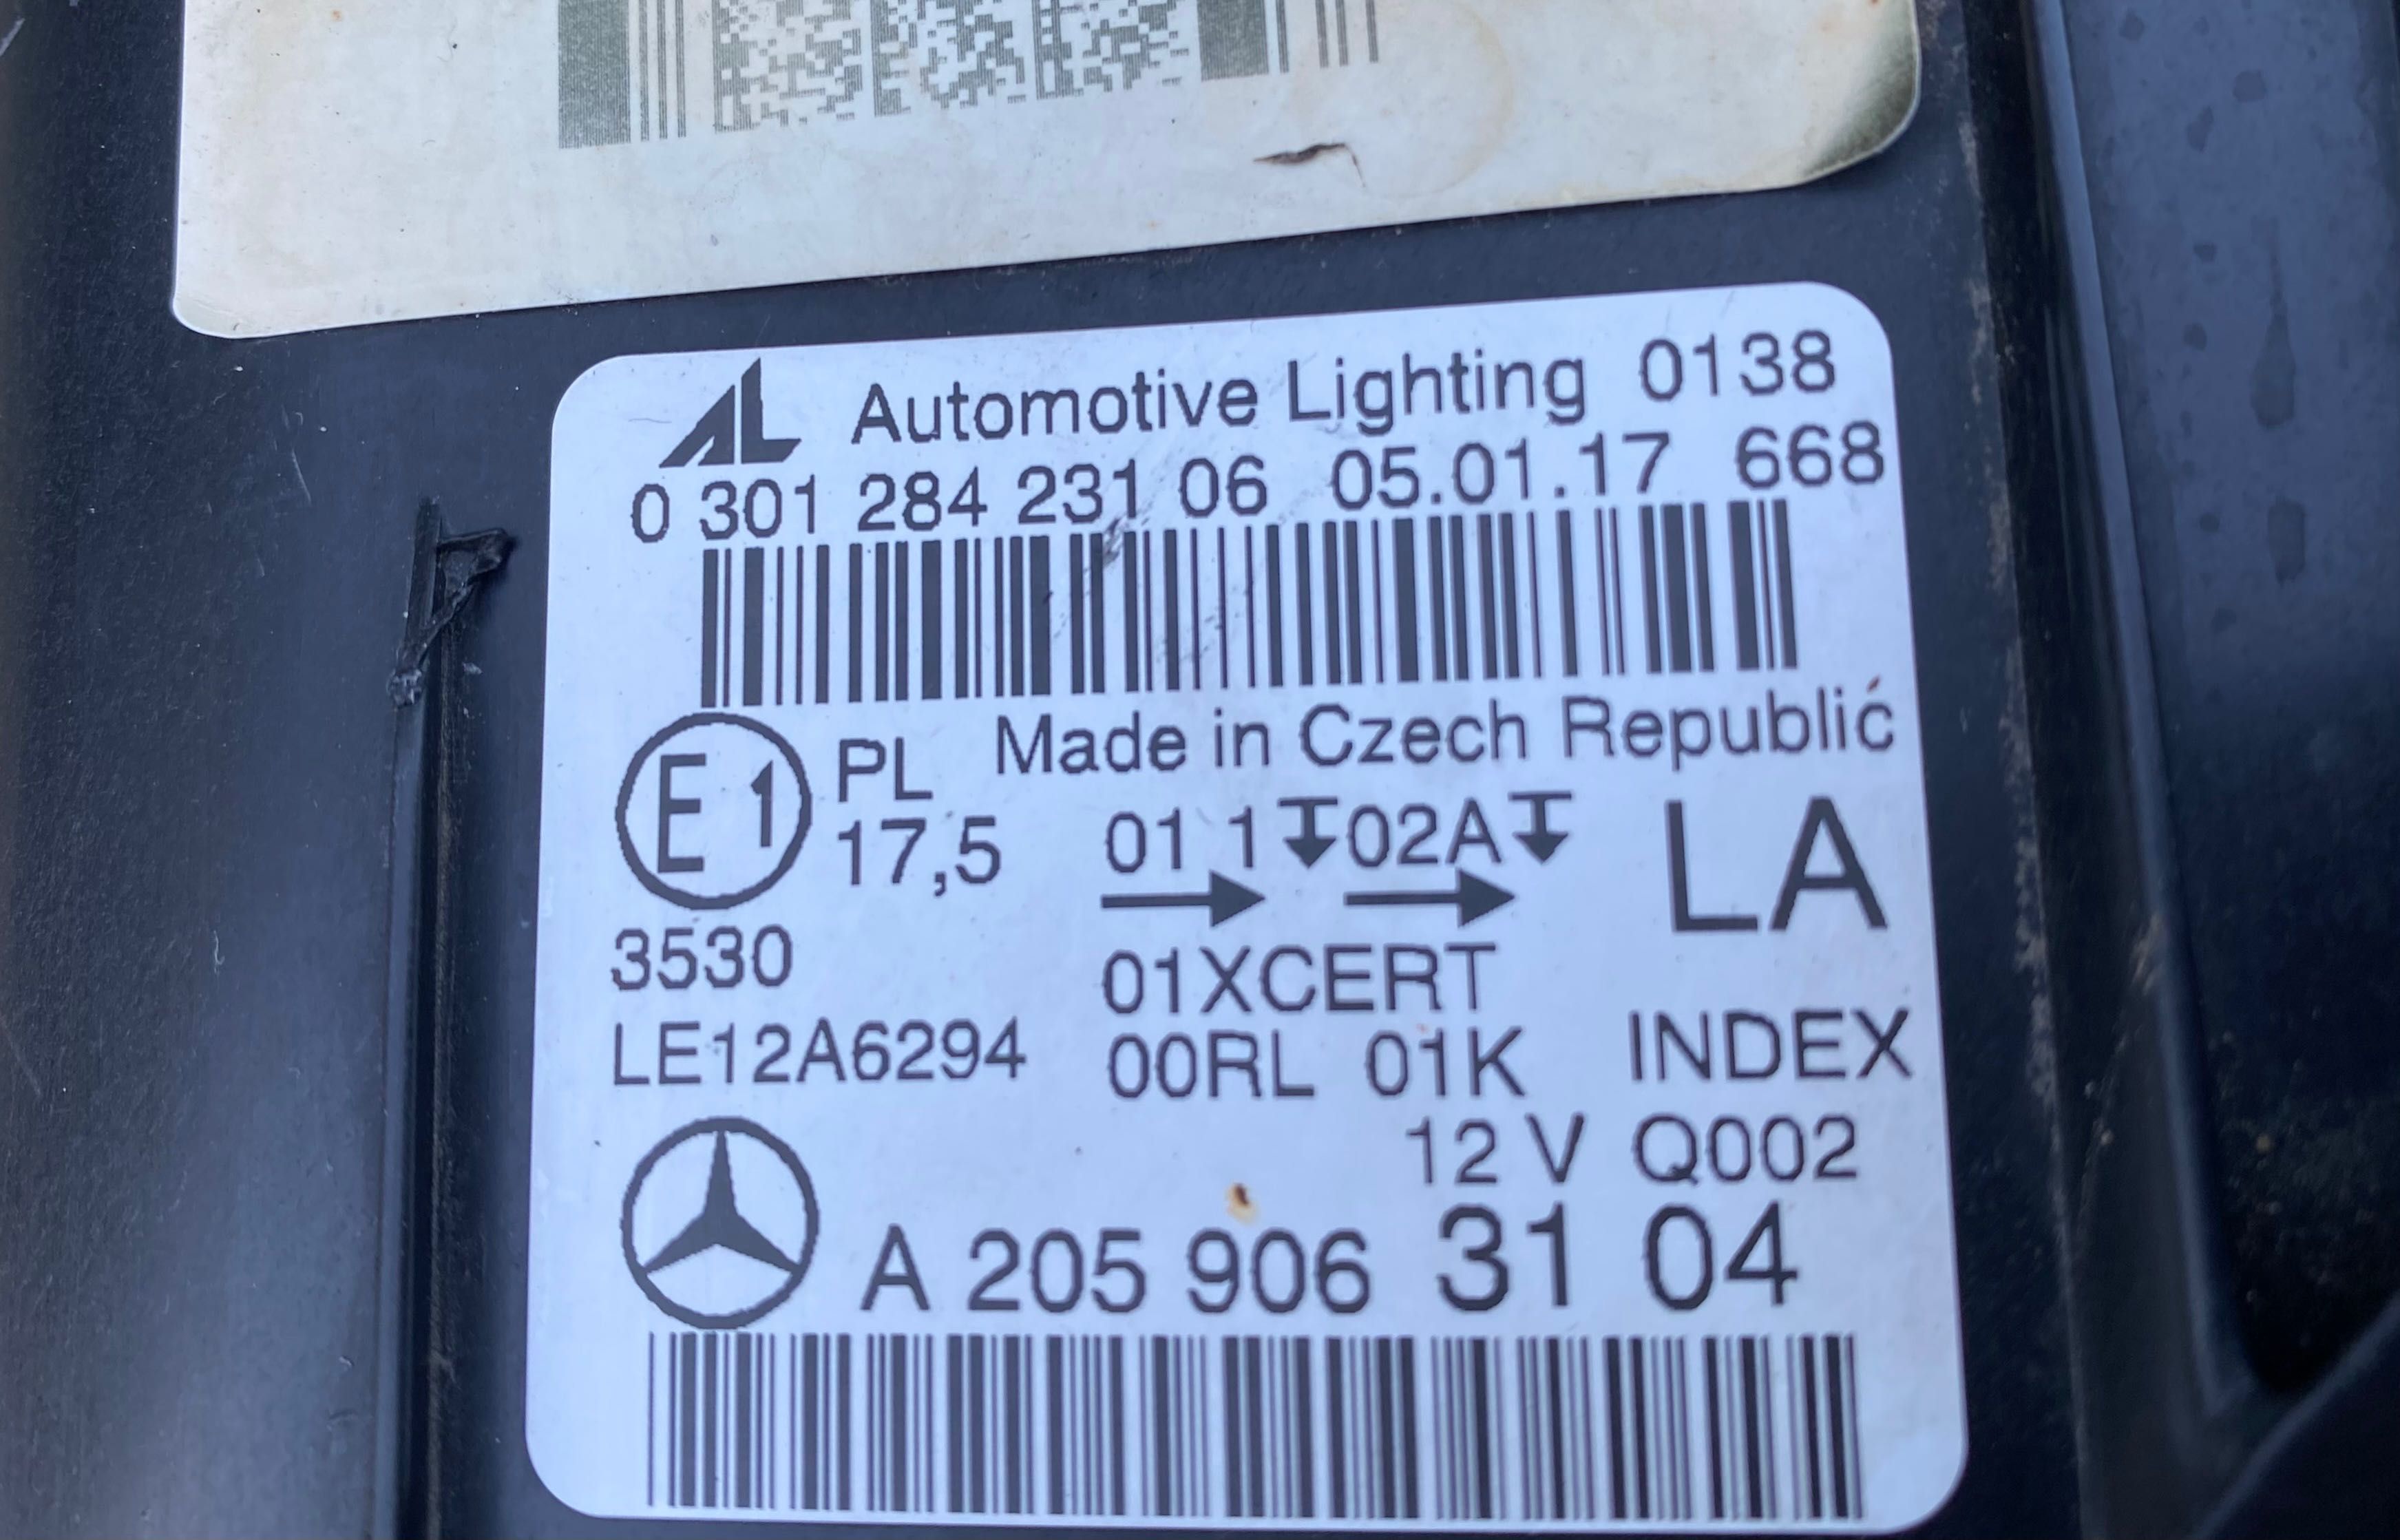 AL Automotive Lighting 0138
0 301 284 231 06 05.01.17 668
Made in Czech Republic
E1 PL
17,5 01 1 02A LA
3530 01XCERT
LE12A6294 00RL 01K INDEX
12 V Q002
A 205 906 31 04